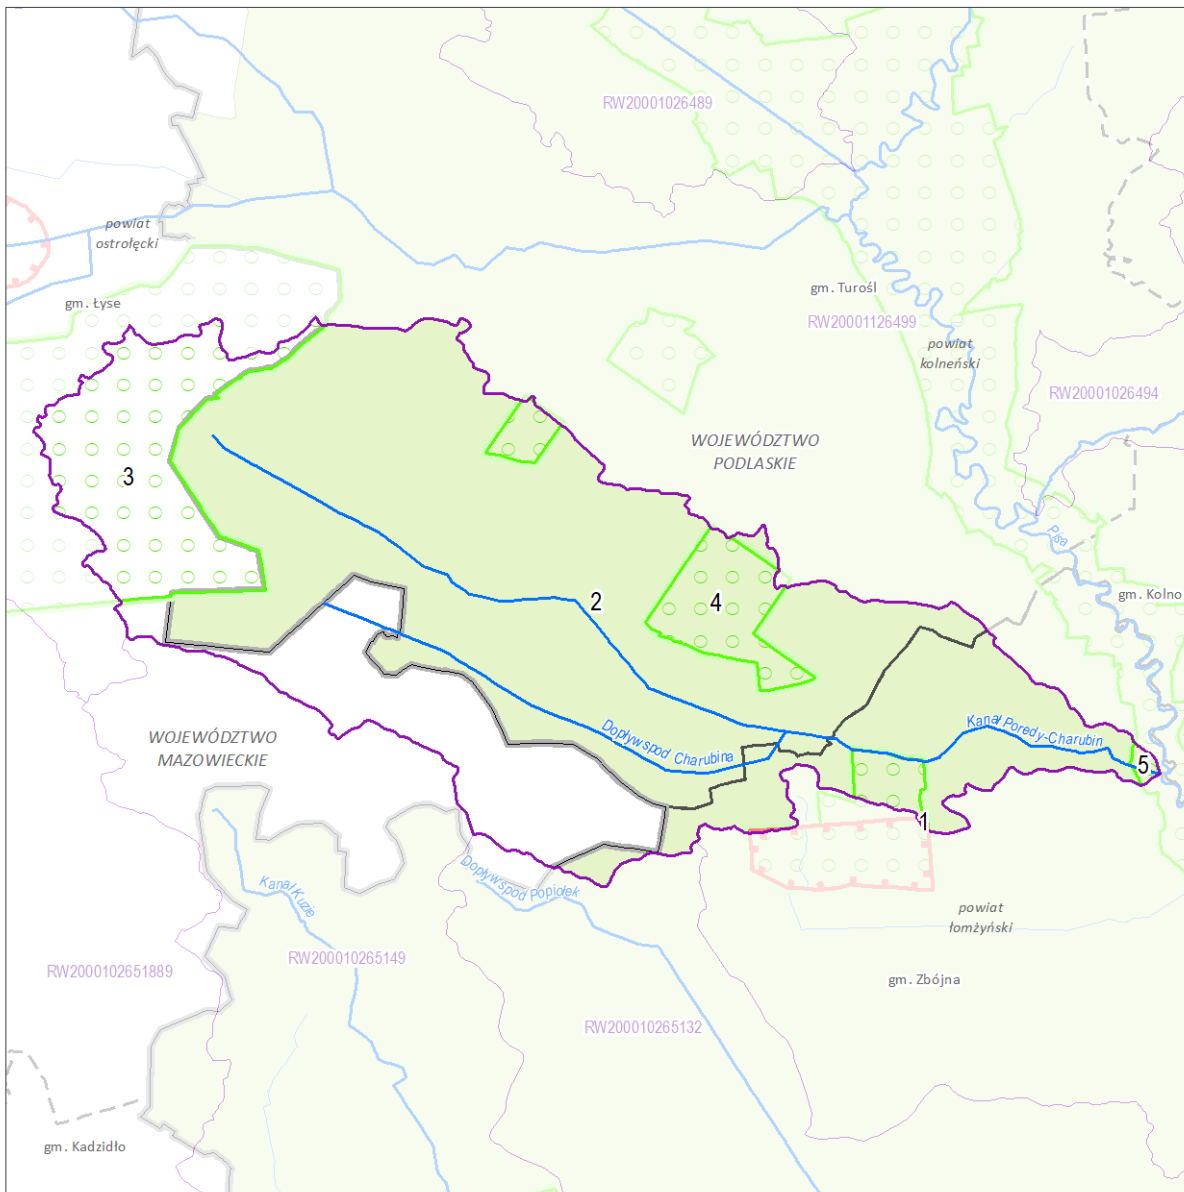 RW20001026489
powiat
ostrołęcki
gm. Łyse
gm. Turośl
RW20001126499
powiat
kolneński
RW20001026494
WOJEWÓDZTWO
PODLASKIE
3
Pisa
2
4
gm. Kolno
WOJEWÓDZTWO
MAZOWIECKIE
Dopływ spod Charubina
Kanał Poredy-Charubin
5
1
Kanał Kuzie
Dopływ spod Popiołek
powiat
łomżyński
RW2000102651889
RW200010265149
gm. Zbójna
RW200010265132
gm. Kadzidło